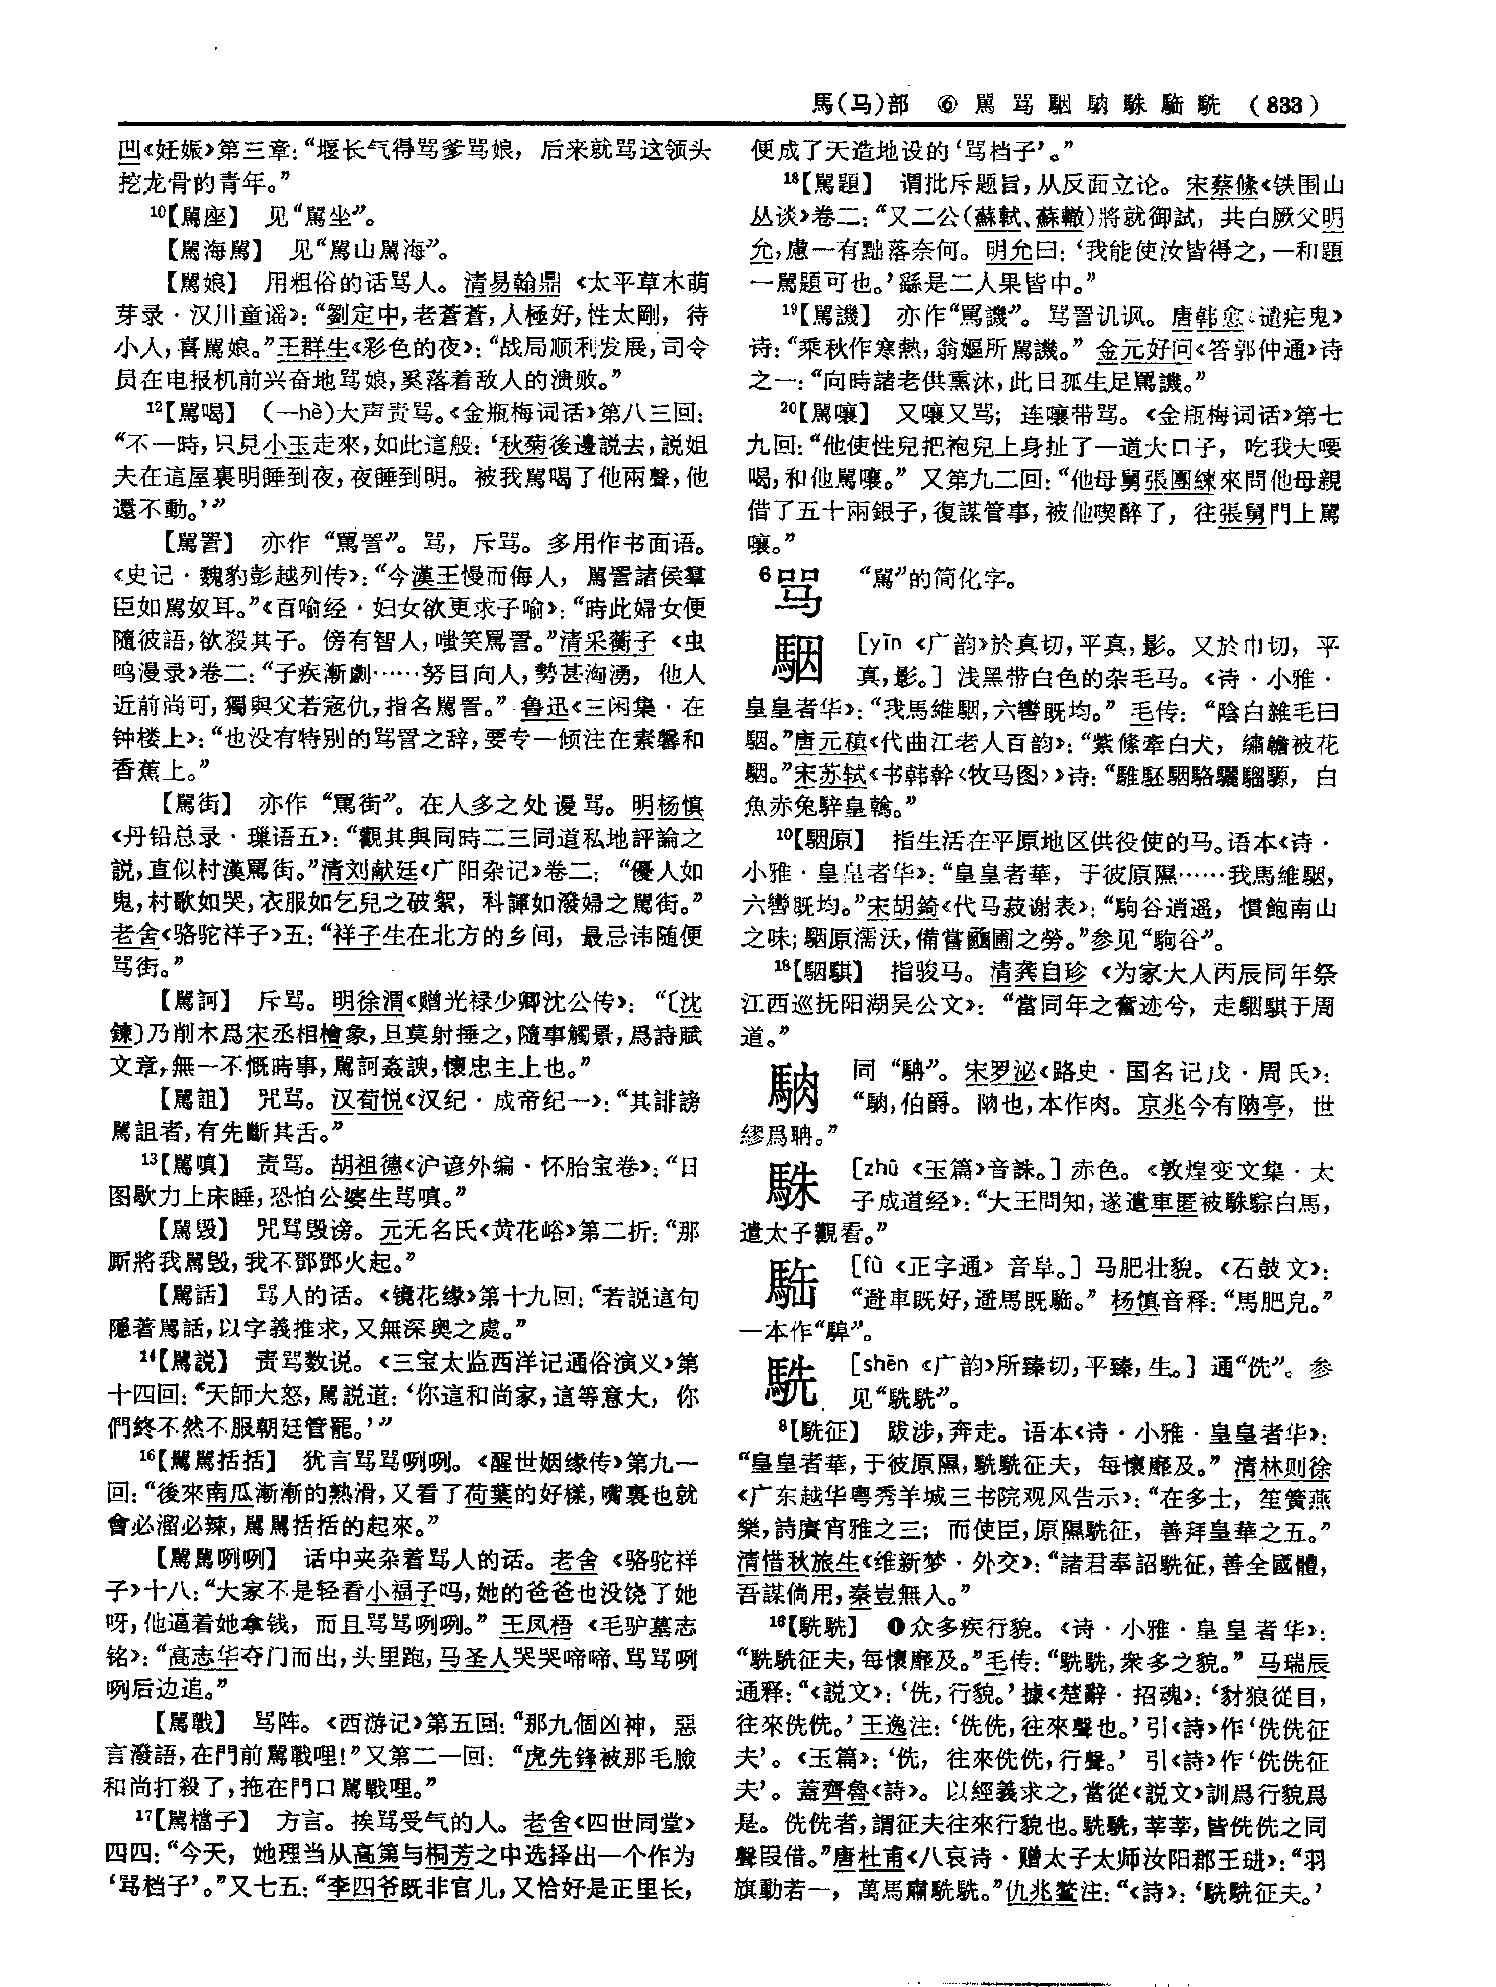 馬(马)部 ⑥ 駡 骂 駰 䮏 駯 䮛 駪 (833)
凹《妊娠》第三章：“堰长气得骂爹骂娘，后来就骂这领头
挖龙骨的青年。”
10【駡座】 见“駡坐”。
【駡海駡】 见“駡山駡海”。
【駡娘】 用粗俗的话骂人。清易翰鼎《太平草木萌
芽录·汉川童谣》：“劉定中，老蒼蒼，人極好，性太剛，待
小人，喜駡娘。”王群生《彩色的夜》：“战局顺利发展，司令
员在电报机前兴奋地骂娘，奚落着敌人的溃败。”
12【駡喝】 (—hè)大声责骂。《金瓶梅词话》第八三回：
“不一時，只見小玉走來，如此這般：‘秋菊後邊説去，説姐
夫在這屋裏明睡到夜，夜睡到明。被我駡喝了他兩聲，他
還不動。’”
【駡詈】 亦作“罵詈”。骂，斥骂。多用作书面语。
《史记·魏豹彭越列传》：“今漢王慢而侮人，駡詈諸侯羣
臣如駡奴耳。”《百喻经·妇女欲更求子喻》：“時此婦女便
隨彼語，欲殺其子。傍有智人，嗤笑罵詈。”清采蘅子《虫
鸣漫录》卷二：“子疾漸劇……努目向人，勢甚洶湧，他人
近前尚可，獨與父若寇仇，指名駡詈。”鲁迅《三闲集·在
钟楼上》：“也没有特别的骂詈之辞，要专一倾注在素馨和
香蕉上。”
【駡街】 亦作“罵街”。在人多之处谩骂。明杨慎
《丹铅总录·璅语五》：“觀其與同時二三同道私地評論之
説，直似村漢罵街。”清刘献廷《广阳杂记》卷二：“優人如
鬼，村歌如哭，衣服如乞兒之破絮，科諢如潑婦之駡街。”
老舍《骆驼祥子》五：“祥子生在北方的乡间，最忌讳随便
骂街。”
【駡訶】 斥骂。明徐渭《赠光禄少卿沈公传》：“〔沈
鍊〕乃削木爲宋丞相檜象，旦莫射捶之，隨事觸景，爲詩賦
文章，無一不慨時事，駡訶姦諛，懷忠主上也。”
【駡詛】 咒骂。汉荀悦《汉纪·成帝纪一》：“其誹謗
駡詛者，有先斷其舌。”
13【駡嗔】 责骂。胡祖德《沪谚外编·怀胎宝卷》：“日
图歇力上床睡，恐怕公婆生骂嗔。”
【駡毁】 咒骂毁谤。元无名氏《黄花峪》第二折：“那
厮將我駡毁，我不鄧鄧火起。”
【駡話】 骂人的话。《镜花缘》第十九回：“若説這句
隱著駡話，以字義推求，又無深奥之處。”
14【駡説】 责骂数说。《三宝太监西洋记通俗演义》第
十四回：“天師大怒，駡説道：‘你這和尚家，這等意大，你
們終不然不服朝廷管罷。’”
16【駡駡括括】 犹言骂骂咧咧。《醒世姻缘传》第九一
回：“後來南瓜漸漸的熟滑，又看了荷葉的好樣，嘴裏也就
會必溜必辣，駡駡括括的起來。”
【駡駡咧咧】 话中夹杂着骂人的话。老舍《骆驼祥
子》十八：“大家不是轻看小福子吗，她的爸爸也没饶了她
呀，他逼着她拿钱，而且骂骂咧咧。”王凤梧《毛驴墓志
铭》：“高志华夺门而出，头里跑，马圣人哭哭啼啼、骂骂咧
咧后边追。”
【駡戰】 骂阵。《西游记》第五回：“那九個凶神，惡
言潑語，在門前駡戰哩！”又第二一回：“虎先鋒被那毛臉
和尚打殺了，拖在門口駡戰哩。”
17【駡檔子】 方言。挨骂受气的人。老舍《四世同堂》
四四：“今天，她理当从高第与桐芳之中选择出一个作为
‘骂档子’。”又七五：“李四爷既非官儿，又恰好是正里长，
便成了天造地设的‘骂档子’。”
18【駡題】 谓批斥题旨，从反面立论。宋蔡絛《铁围山
丛谈》卷二：“又二公(蘇軾、蘇轍)將就御試，共白厥父明
允，慮一有黜落奈何。明允曰：‘我能使汝皆得之，一和題
一駡題可也。’繇是二人果皆中。”
19【駡譏】 亦作“罵譏”。骂詈讥讽。唐韩愈《谴疟鬼》
诗：“乘秋作寒熱，翁嫗所駡譏。”金元好问《答郭仲通》诗
之一：“向時諸老供熏沐，此日孤生足罵譏。”
20【駡嚷】 又嚷又骂；连嚷带骂。《金瓶梅词话》第七
九回：“他使性兒把袍兒上身扯了一道大口子，吃我大喓
喝，和他駡嚷。”又第九二回：“他母舅張團練來問他母親
借了五十兩銀子，復謀管事，被他喫醉了，往張舅門上駡
嚷。”
6骂 “駡”的简化字。
駰 [yīn《广韵》於真切，平真，影。又於巾切，平
真，影。] 浅黑带白色的杂毛马。《诗·小雅·
皇皇者华》：“我馬維駰，六轡既均。”毛传：“陰白雜毛曰
駰。”唐元稹《代曲江老人百韵》：“紫絛牽白犬，繡韂被花
駰。”宋苏轼《书韩幹〈牧马图〉》诗：“騅駓駰駱驪騮騵，白
魚赤兔騂皇鶾。”
10【駰原】 指生活在平原地区供役使的马。语本《诗·
小雅·皇皇者华》：“皇皇者華，于彼原隰……我馬維駰，
六轡既均。”宋胡錡《代马菽谢表》：“駒谷逍遥，慣飽南山
之味；駰原濡沃，備嘗豳圃之勞。”参见“駒谷”。
18【駰騏】 指骏马。清龚自珍《为家大人丙辰同年祭
江西巡抚阳湖吴公文》：“當同年之奮迹兮，走駰騏于周
道。”
䮏 同“䎽”。宋罗泌《路史·国名记戊·周氏》：
“䮏，伯爵。陱也，本作肉。京兆今有陱亭，世
繆爲聃。”
駯 [zhū《玉篇》音誅。] 赤色。《敦煌变文集·太
子成道经》：“大王問知，遂遣車匿被駯騌白馬，
遣太子觀看。”
䮛 [fù《正字通》音阜。] 马肥壮貌。《石鼓文》：
“遊車既好，遊馬既䮛。”杨慎音释：“馬肥皃。”
一本作“騲”。
駪 [shēn《广韵》所臻切，平臻，生。] 通“侁”。参
见“駪駪”。
8【駪征】 跋涉，奔走。语本《诗·小雅·皇皇者华》：
“皇皇者華，于彼原隰，駪駪征夫，每懷靡及。”清林则徐
《广东越华粤秀羊城三书院观风告示》：“在多士，笙簧燕
樂，詩賡宵雅之三；而使臣，原隰駪征，善拜皇華之五。”
清惜秋旅生《维新梦·外交》：“諸君奉詔駪征，善全國體，
吾謀倘用，秦豈無人。”
16【駪駪】 ❶众多疾行貌。《诗·小雅·皇皇者华》：
“駪駪征夫，每懷靡及。”毛传：“駪駪，衆多之貌。”马瑞辰
通释：“《説文》：‘侁，行貌。’據《楚辭·招魂》：‘豺狼從目，
往來侁侁。’王逸注：‘侁侁，往來聲也。’引《詩》作‘侁侁征
夫’。《玉篇》：‘侁，往來侁侁，行聲。’引《詩》作‘侁侁征
夫’。蓋齊魯《詩》。以經義求之，當從《説文》訓爲行貌爲
是。侁侁者，謂征夫往來行貌也。駪駪，莘莘，皆侁侁之同
聲叚借。”唐杜甫《八哀诗·赠太子太师汝阳郡王琎》：“羽
旗動若一，萬馬肅駪駪。”仇兆鳌注：“《詩》：‘駪駪征夫。’